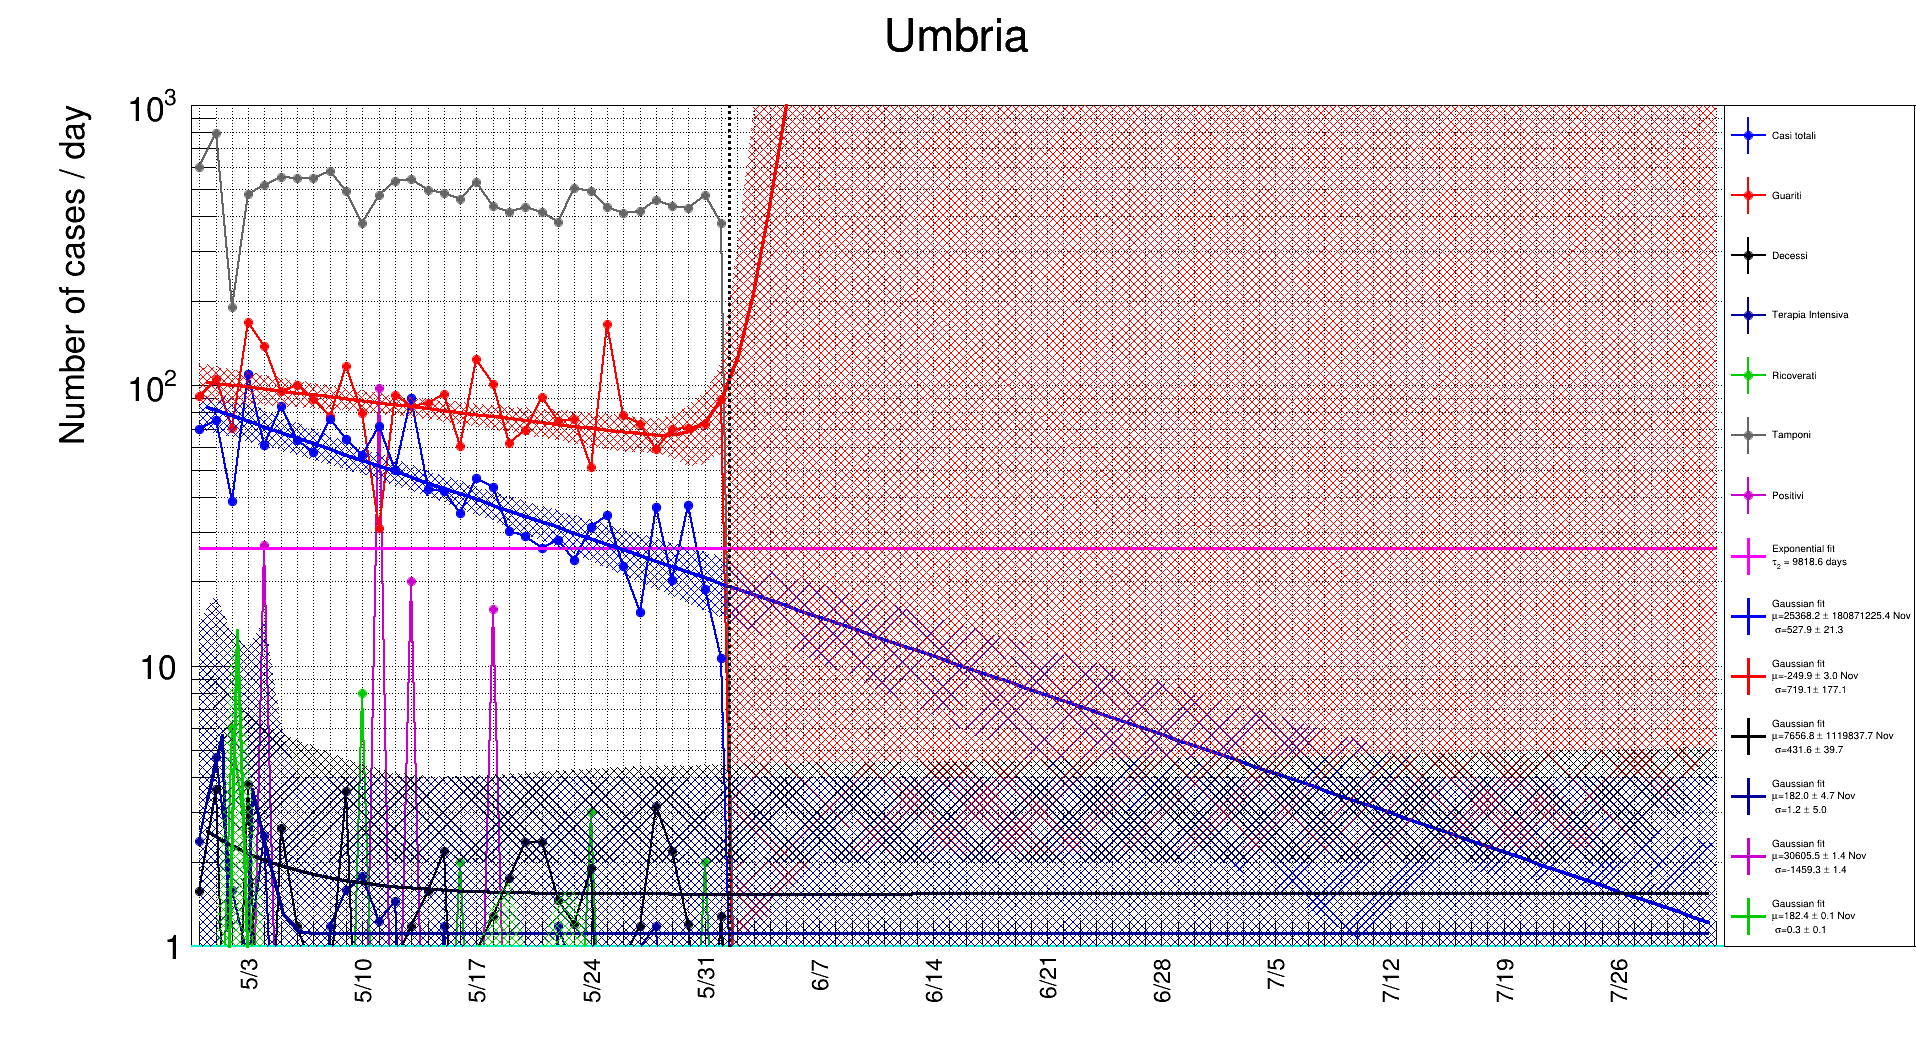 Umbria
Number of cases / day
10³
10²
10
1
5/3
5/10
5/17
5/24
5/31
6/7
6/14
6/21
6/28
7/5
7/12
7/19
7/26
Casi totali
Guariti
Decessi
Terapia Intensiva
Ricoverati
Tamponi
Positivi
Exponential fit
τ₂ = 9818.6 days
Gaussian fit
μ=25368.2 ± 180871225.4 Nov
σ=527.9 ± 21.3
Gaussian fit
μ=-249.9 ± 3.0 Nov
σ=719.1 ± 177.1
Gaussian fit
μ=7656.8 ± 1119837.7 Nov
σ=431.6 ± 39.7
Gaussian fit
μ=182.0 ± 4.7 Nov
σ=1.2 ± 5.0
Gaussian fit
μ=30605.5 ± 1.4 Nov
σ=-1459.3 ± 1.4
Gaussian fit
μ=182.4 ± 0.1 Nov
σ=0.3 ± 0.1